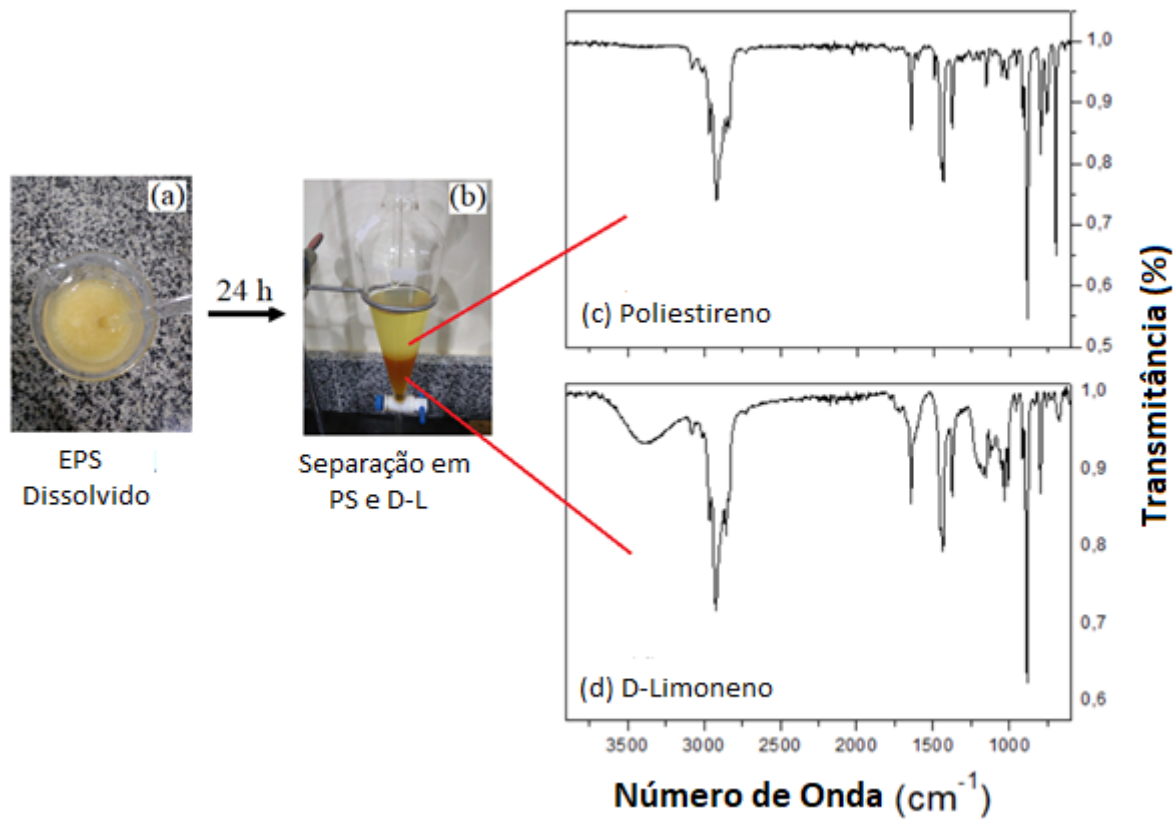 (a)
EPS
Dissolvido
24 h
(b)
Separação em
PS e D-L
(c) Poliestireno
1,0
0,9
0,8
0,7
0,6
0,5
(d) D-Limoneno
1,0
0,9
0,8
0,7
0,6
Transmitância (%)
3500 3000 2500 2000 1500 1000
Número de Onda (cm⁻¹)